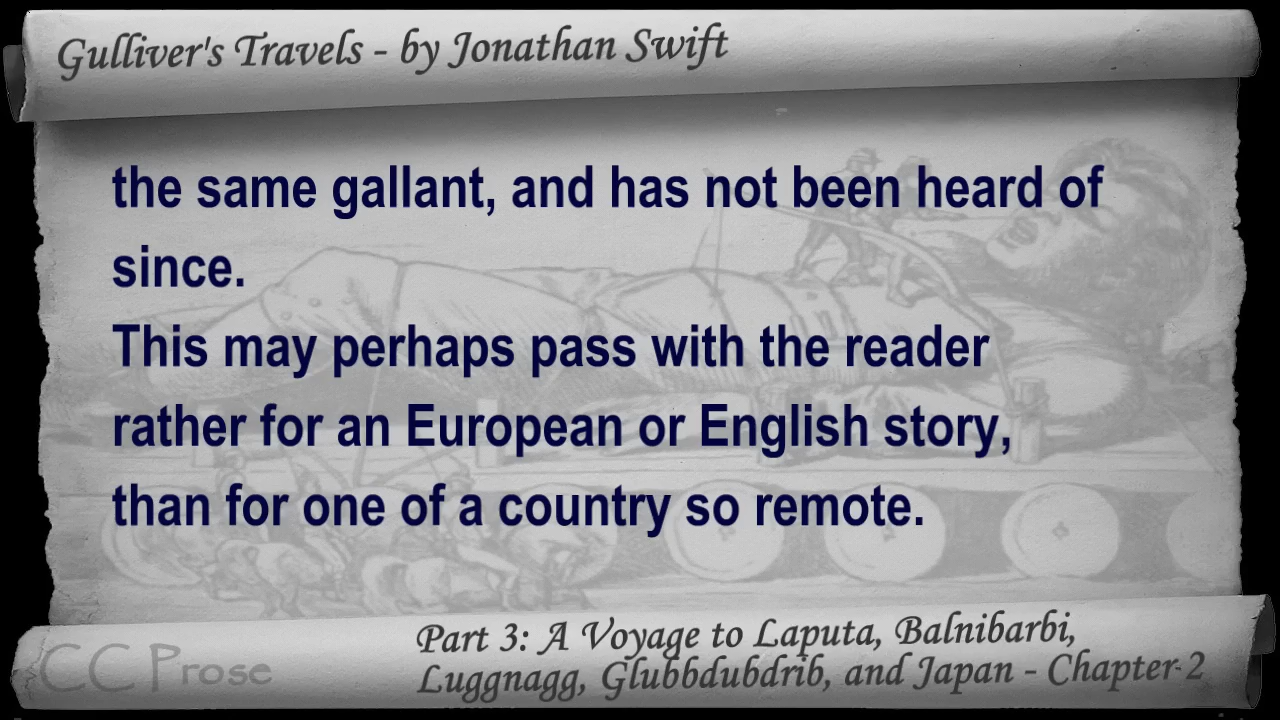 Gulliver's Travels - by Jonathan Swift
the same gallant, and has not been heard of
since.
This may perhaps pass with the reader
rather for an European or English story,
than for one of a country so remote.
Part 3: A Voyage to Laputa, Balnibarbi,
Luggnagg, Glubbdubdrib, and Japan - Chapter 2
CC Prose